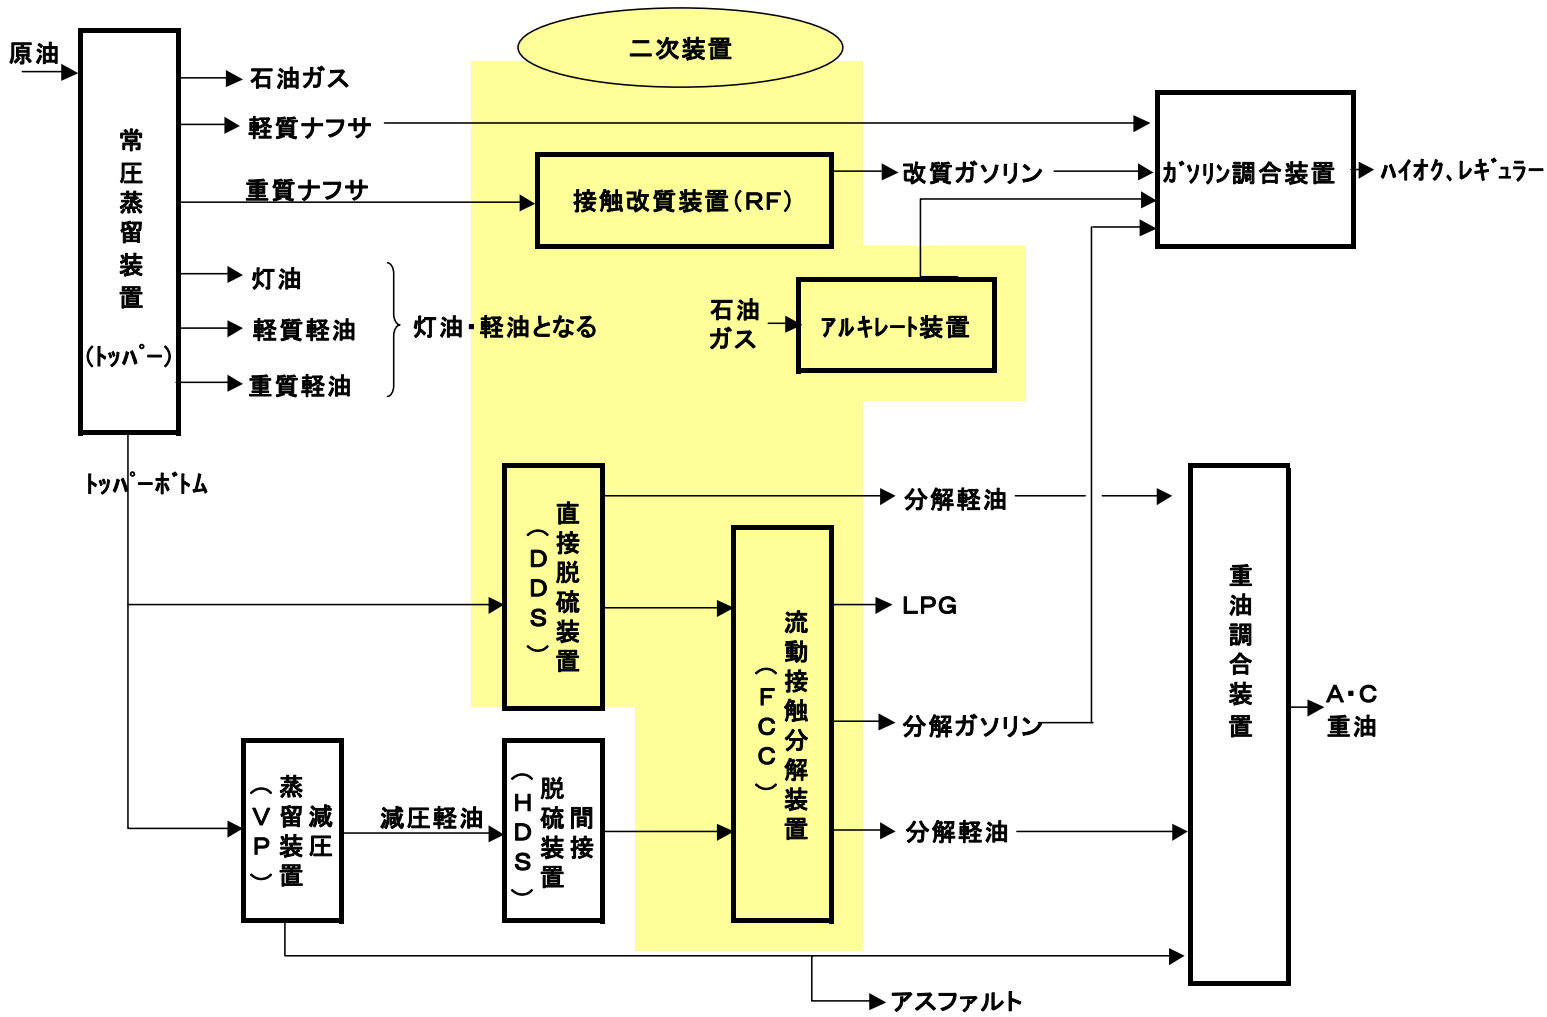 二次装置
原油
常圧蒸留装置
(トッパー)
石油ガス
軽質ナフサ
重質ナフサ
接触改質装置(RF)
改質ガソリン
ガソリン調合装置
ハイオク、レギュラー
灯油
軽質軽油
重質軽油
灯油・軽油となる
石油
ガス
アルキレート装置
トッパーボトム
直接脱硫装置
(DDS)
分解軽油
LPG
流動接触分解装置
(FCC)
分解ガソリン
分解軽油
重油調合装置
A・C
重油
減圧
蒸留装置
(VP)
減圧軽油
間接
脱硫装置
(HDS)
アスファルト